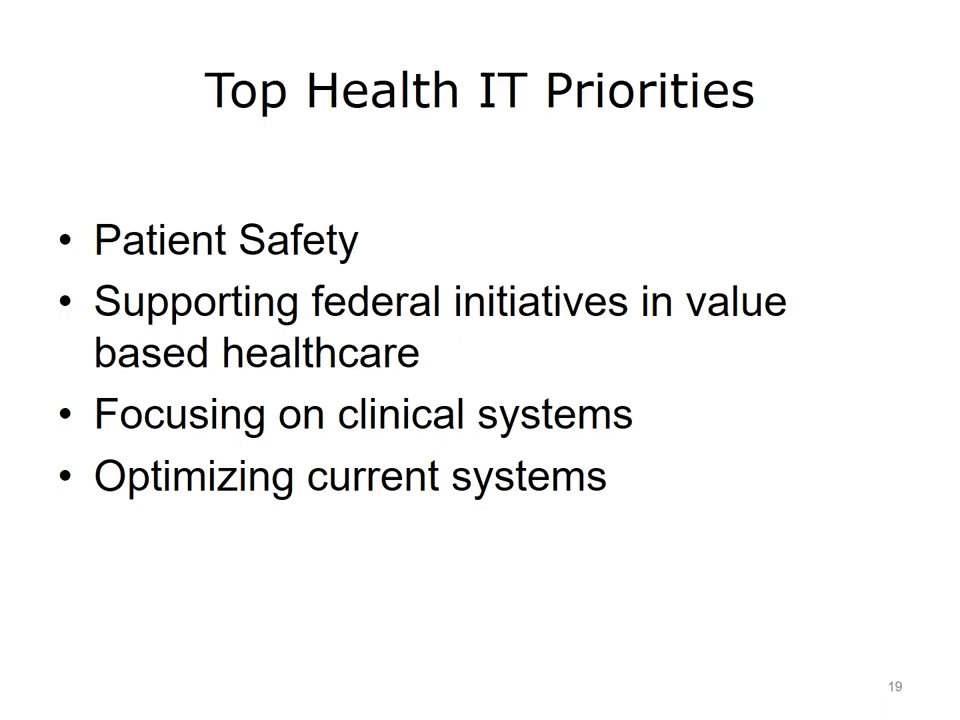 Top Health IT Priorities
• Patient Safety
• Supporting federal initiatives in value
based healthcare
• Focusing on clinical systems
• Optimizing current systems
19